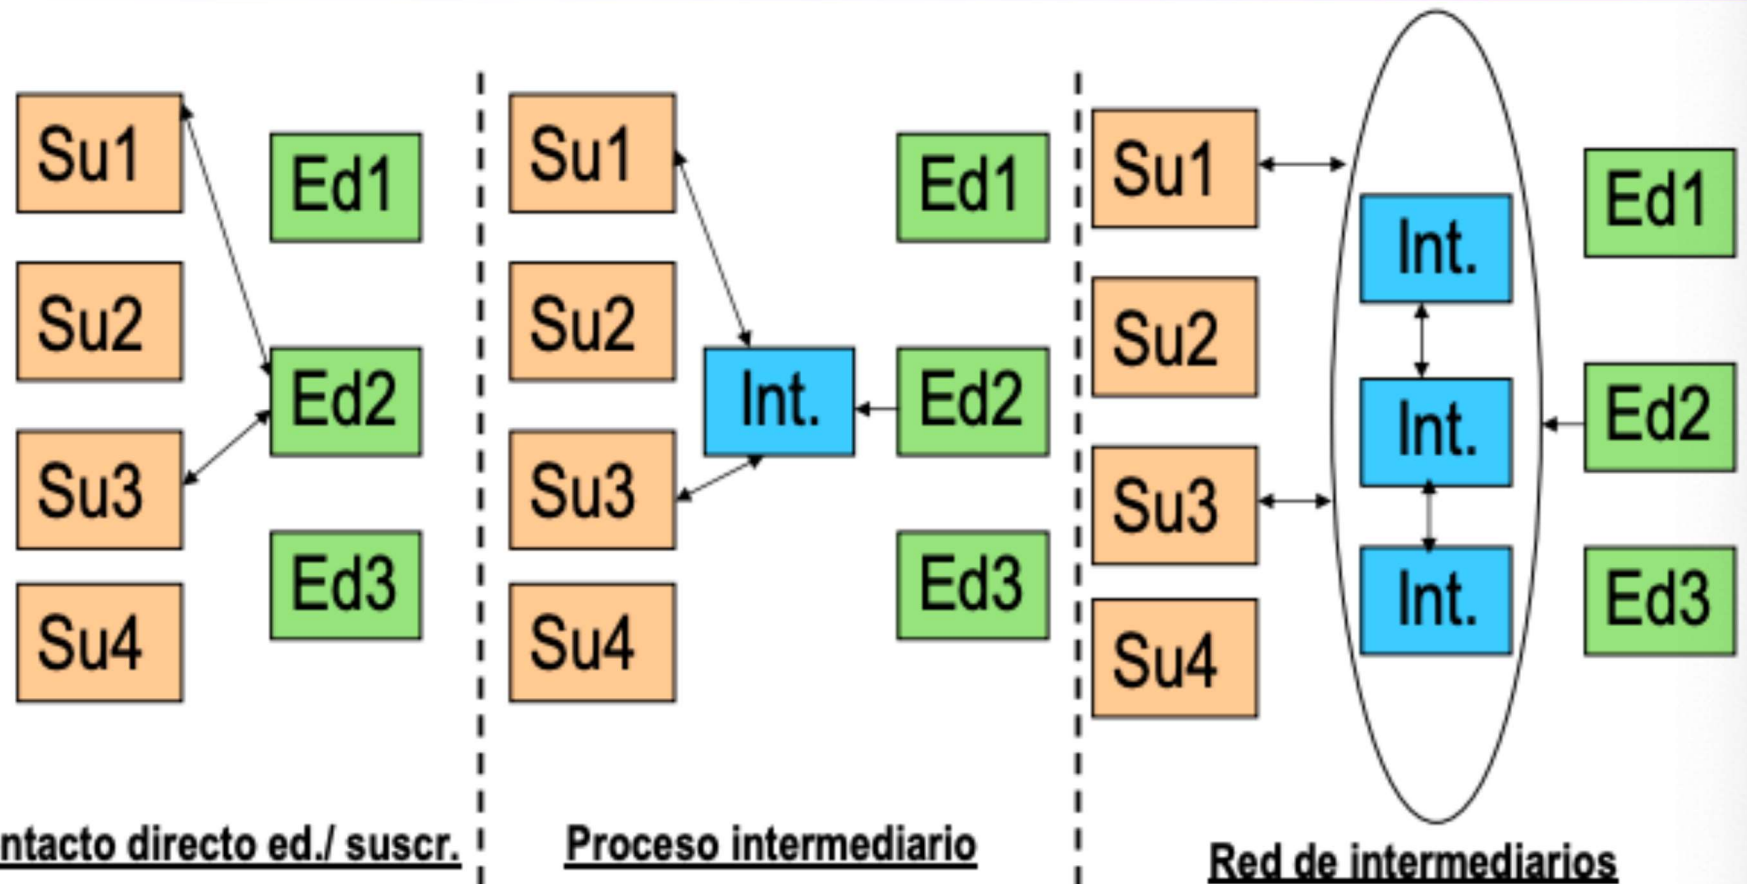 Su1
Su2
Su3
Su4
Ed1
Ed2
Ed3
ntacto directo ed./ suscr.
Su1
Su2
Su3
Su4
Int.
Ed1
Ed2
Ed3
Proceso intermediario
Su1
Su2
Su3
Su4
Int.
Int.
Int.
Ed1
Ed2
Ed3
Red de intermediarios